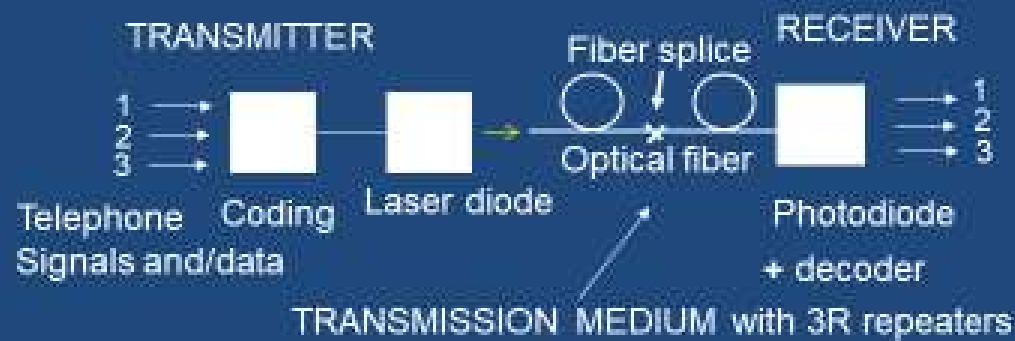 TRANSMITTER
RECEIVER
Fiber splice
1
2
3
1
2
3
Optical fiber
Telephone
Signals and/data
Coding
Laser diode
Photodiode
+ decoder
TRANSMISSION MEDIUM with 3R repeaters